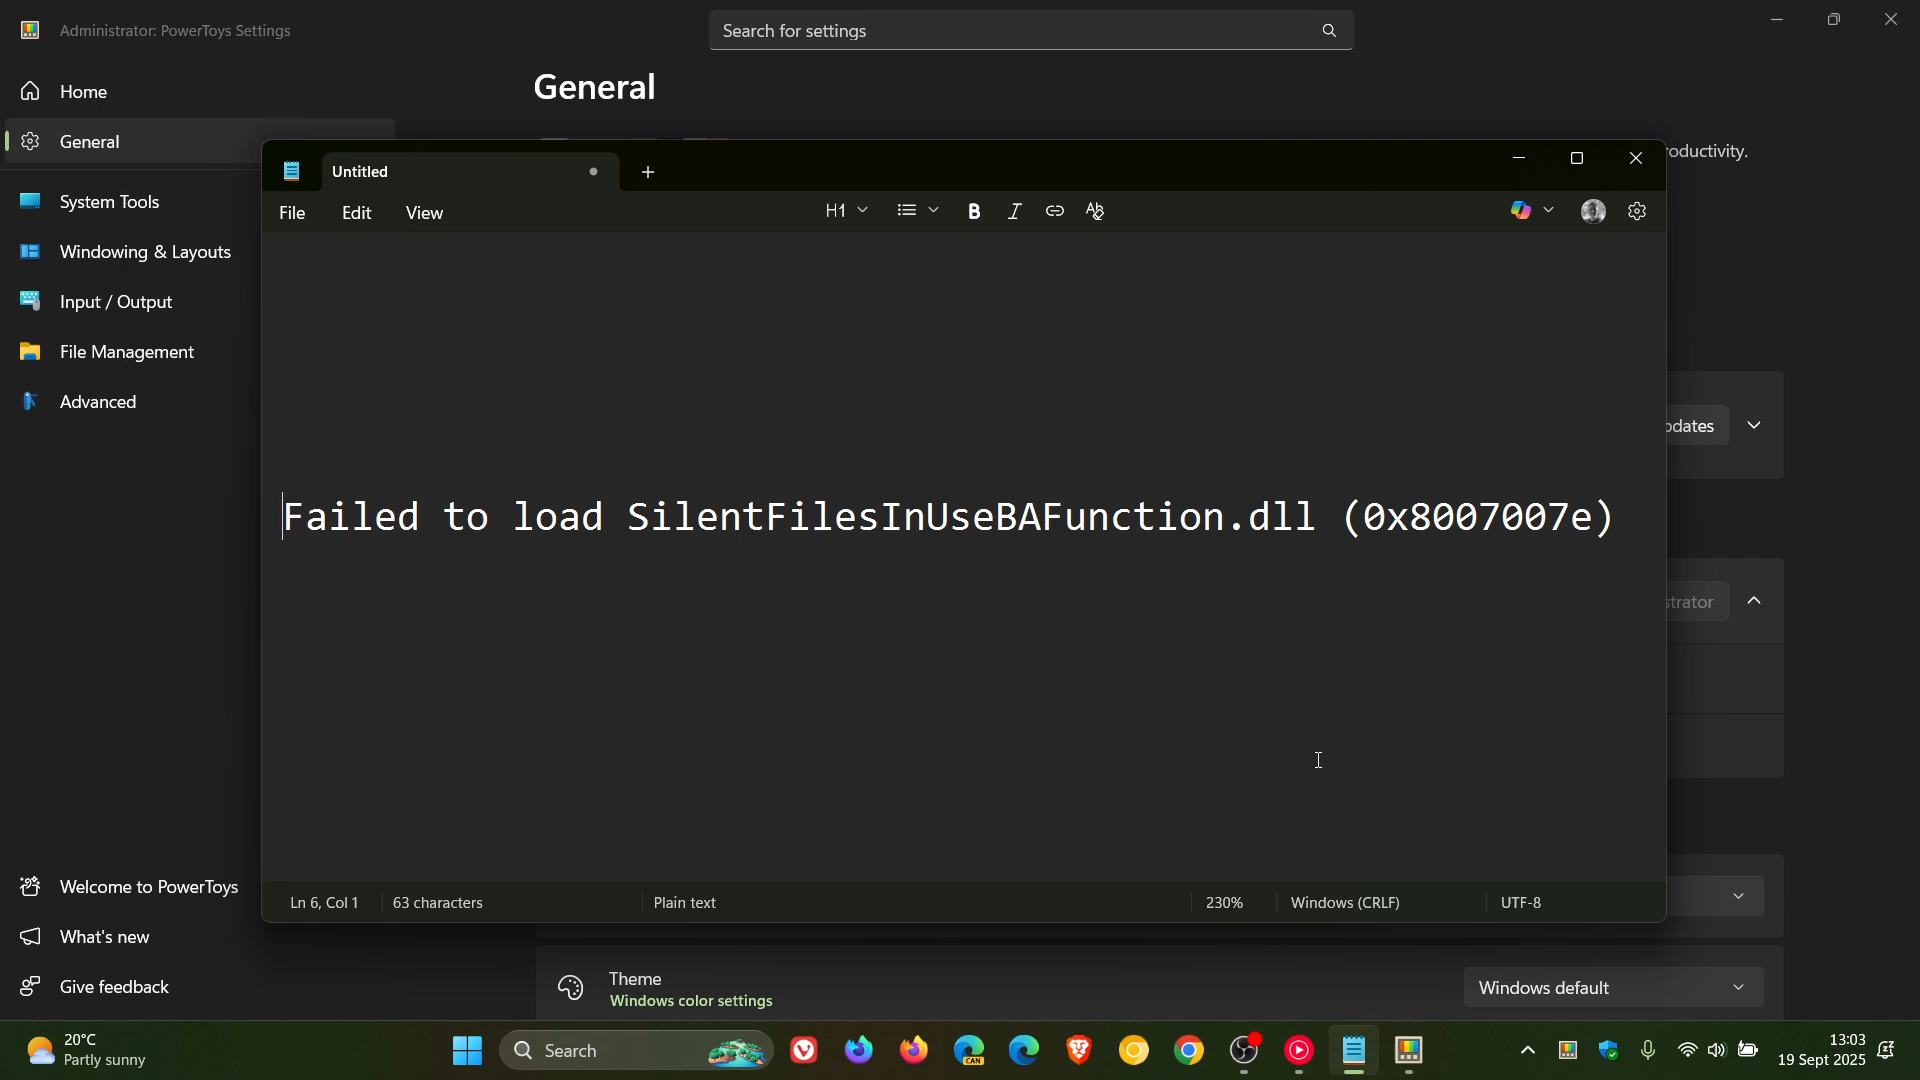 Administrator: PowerToys Settings
Search for settings
Home
General
General
oductivity.
Untitled
File
Edit
View
H1
System Tools
Windowing & Layouts
Input / Output
File Management
Advanced
pdates
Failed to load SilentFilesInUseBAFunction.dll (0x8007007e)
strator
Ln 6, Col 1
63 characters
Plain text
230%
Windows (CRLF)
UTF-8
Welcome to PowerToys
What's new
Give feedback
Theme
Windows color settings
Windows default
20°C
Partly sunny
Search
CAN
13:03
19 Sept 2025